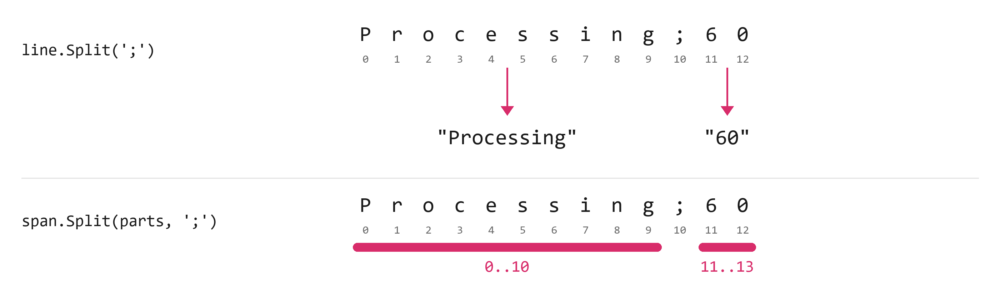 P r o c e s s i n g ; 6 0
line.Split(';')
0 1 2 3 4 5 6 7 8 9 10 11 12
"Processing" "60"
P r o c e s s i n g ; 6 0
span.Split(parts, ';')
0 1 2 3 4 5 6 7 8 9 10 11 12
0..10 11..13